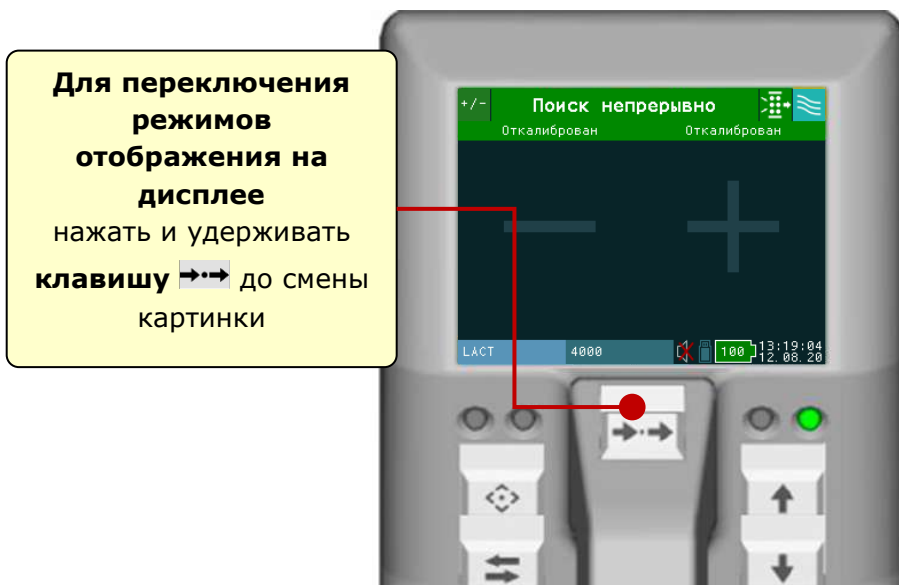 Для переключения
режимов
отображения на
дисплее
нажать и удерживать
клавишу до смены
картинки
+/- Поиск непрерывно
Откалиброван Откалиброван
LACT 4000 100 13:19:04
12.08.20